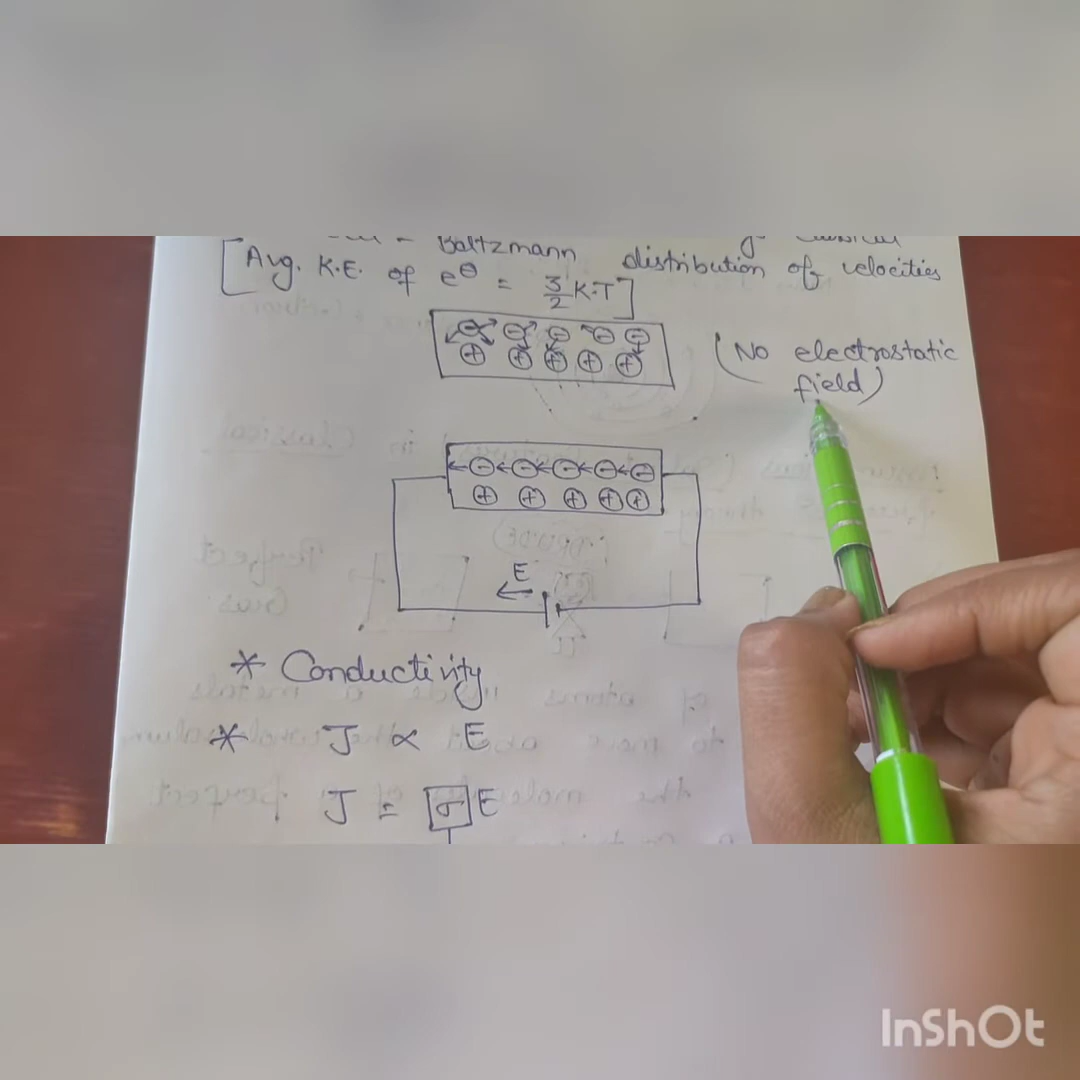 Boltzmann distribution of velocities
[Avg. K.E. of e⊖ = 3/2 K.T]
(No electrostatic
field)
E
* Conductivity
* J ∝ E
J = σ E
InShOt